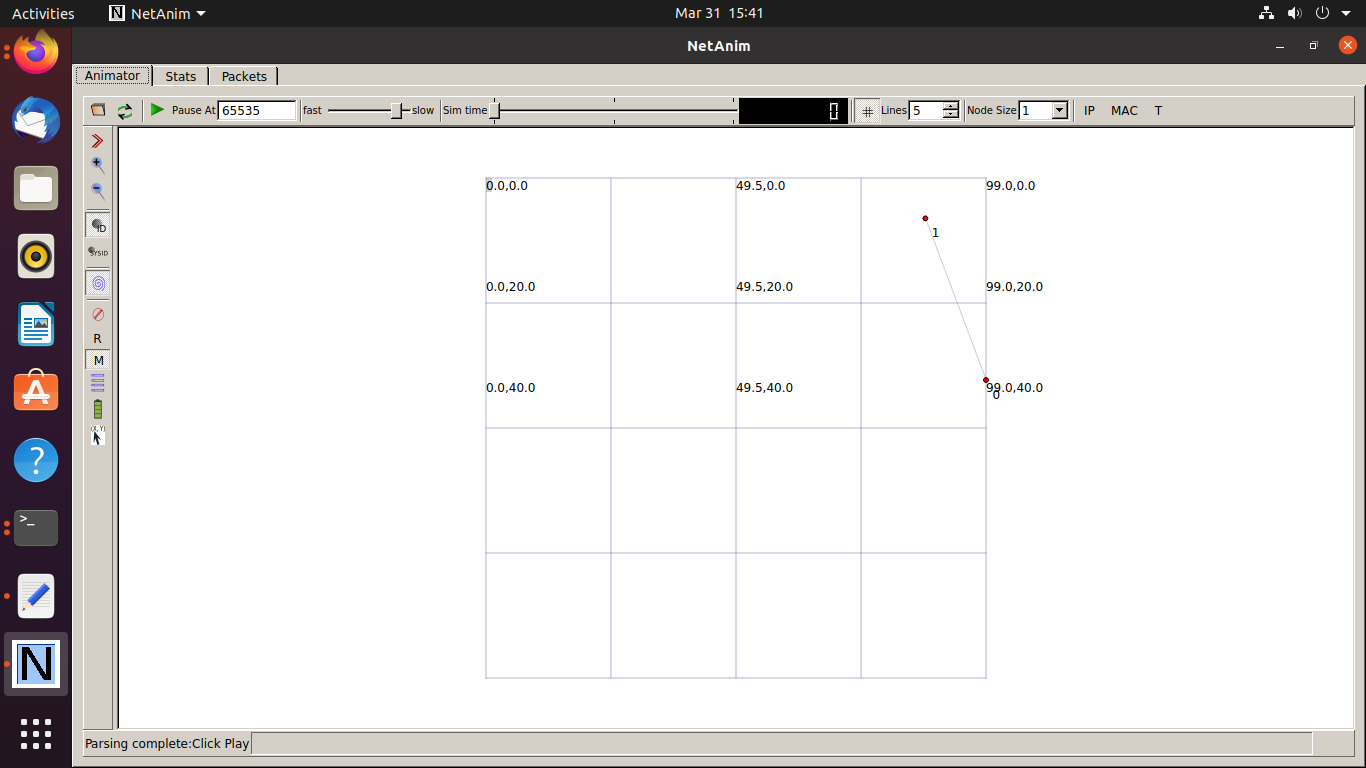 Activities NetAnim Mar 31 15:41
NetAnim
Animator Stats Packets
Pause At 65535 fast slow Sim time 0 Lines 5 Node Size 1 IP MAC T
0.0,0.0 49.5,0.0 99.0,0.0
1
ID
SYSID
0.0,20.0 49.5,20.0 99.0,20.0
R
M
0.0,40.0 49.5,40.0 99.0,40.0
0
(X,Y)
?
>_
N
Parsing complete:Click Play